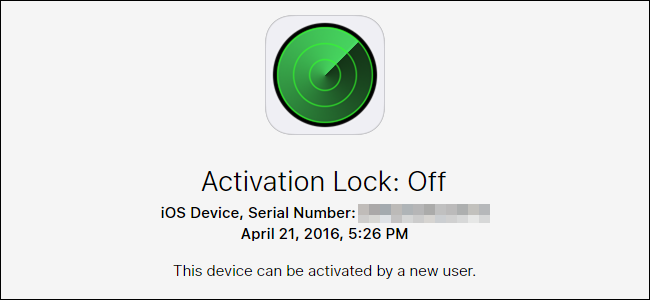 Activation Lock: Off
iOS Device, Serial Number:
April 21, 2016, 5:26 PM
This device can be activated by a new user.